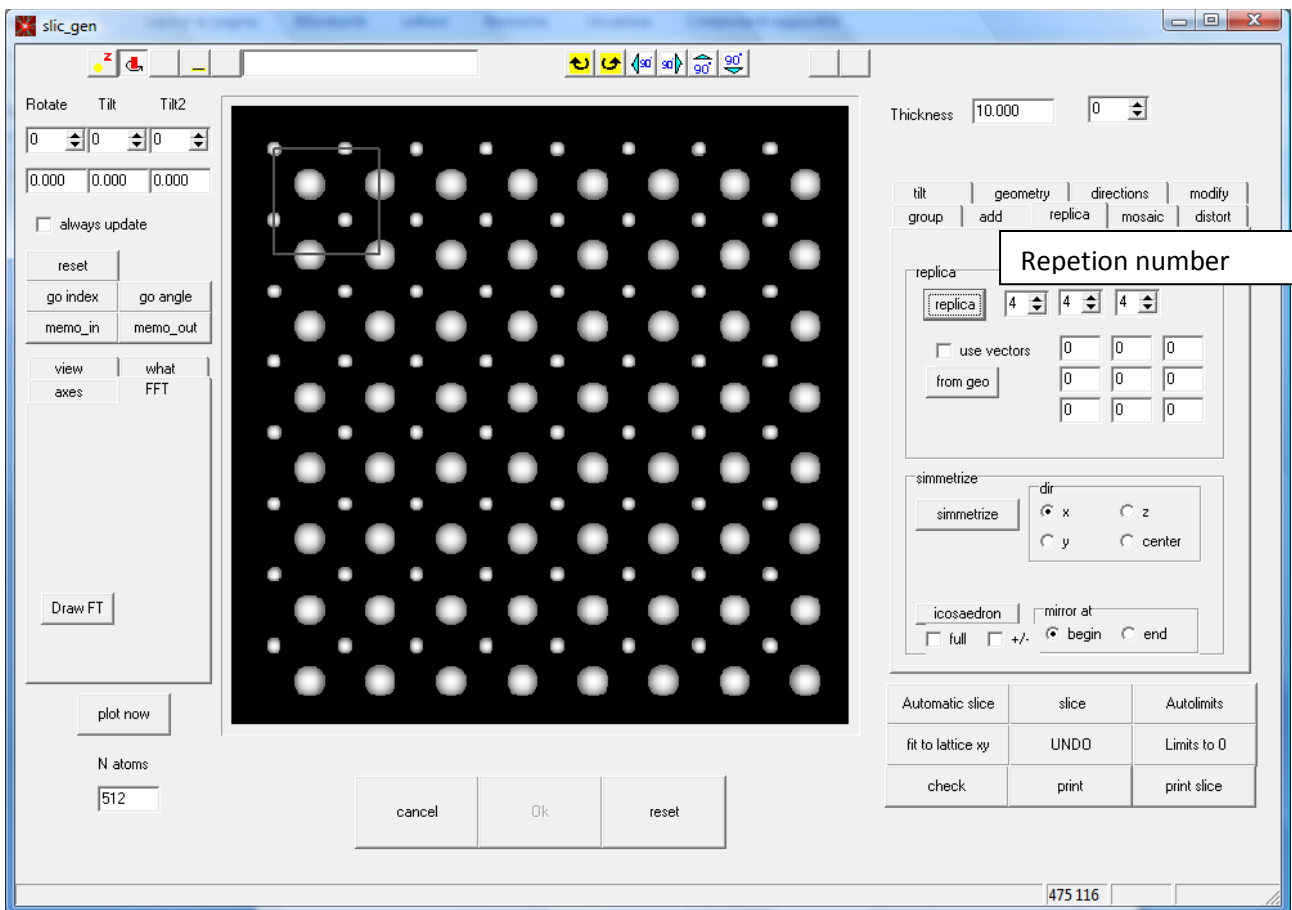 slic_gen
z
90 90 90° 90°
Rotate Tilt Tilt2
0 0 0
0.000 0.000 0.000
always update
reset
go index go angle
memo_in memo_out
view what
axes FFT
Draw FT
plot now
N atoms
512
cancel Ok reset
Thickness 10.000 0
tilt geometry directions modify
group add replica mosaic distort
Repetion number
replica
replica 4 4 4
use vectors 0 0 0
from geo 0 0 0
0 0 0
simmetrize
simmetrize
dir
x z
y center
icosaedron
full +/-
mirror at
begin end
Automatic slice slice Autolimits
fit to lattice xy UNDO Limits to 0
check print print slice
475 116